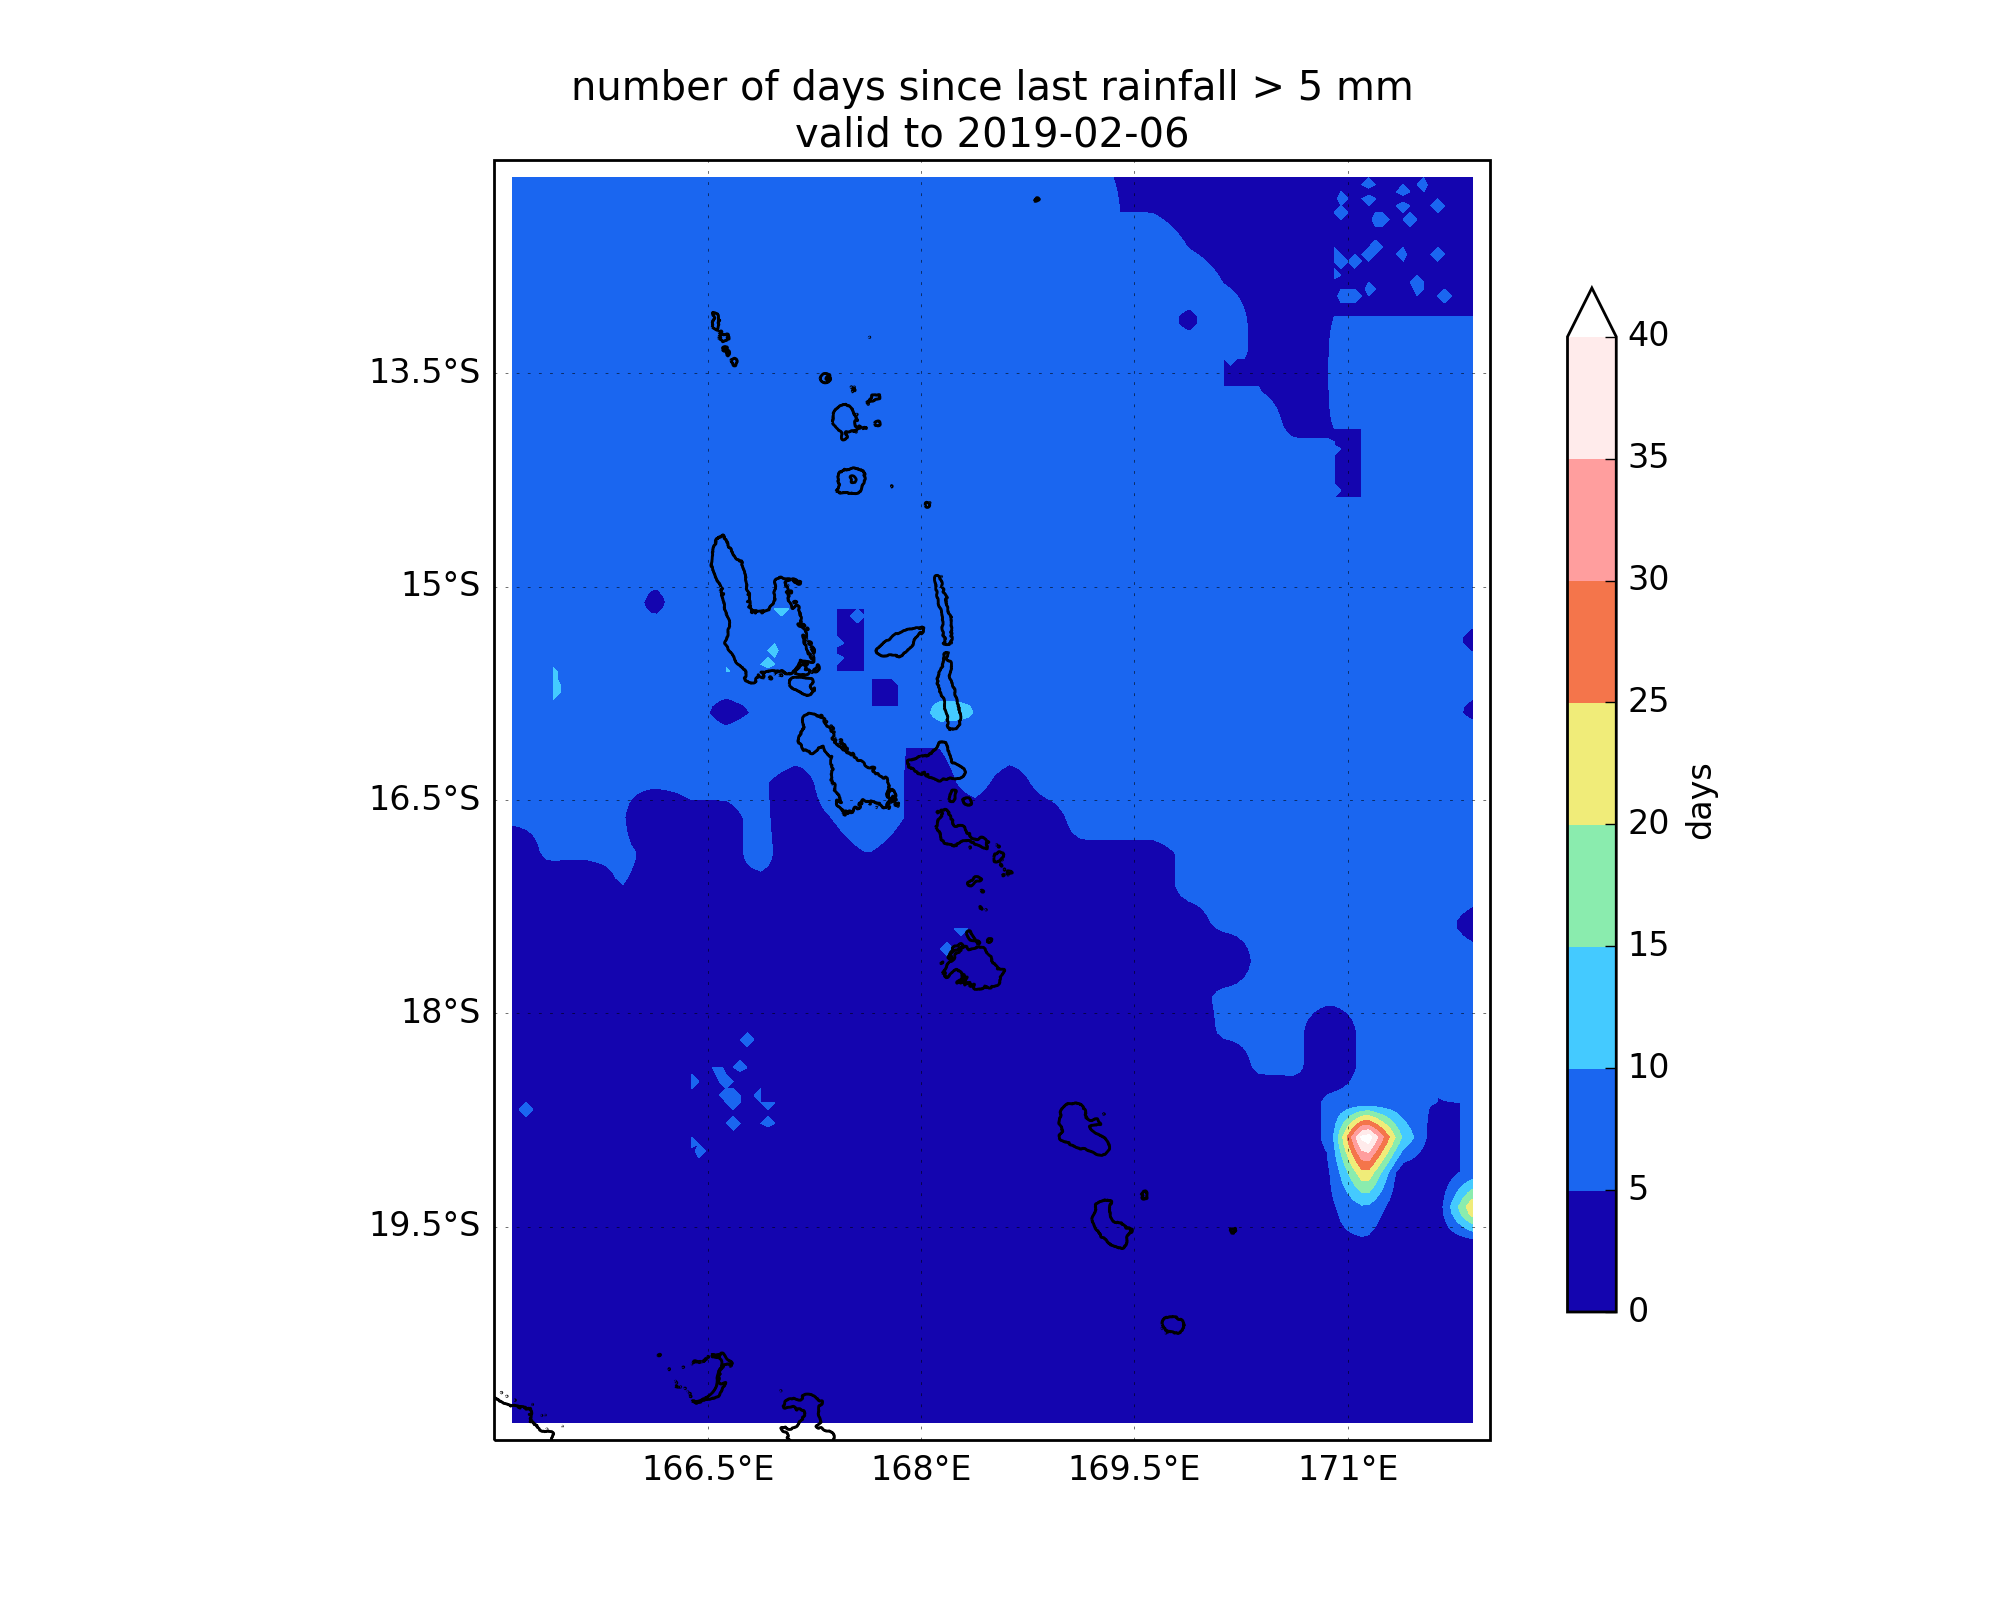 number of days since last rainfall > 5 mm
valid to 2019-02-06
13.5°S
15°S
16.5°S
18°S
19.5°S
166.5°E
168°E
169.5°E
171°E
40
35
30
25
20
15
10
5
0
days